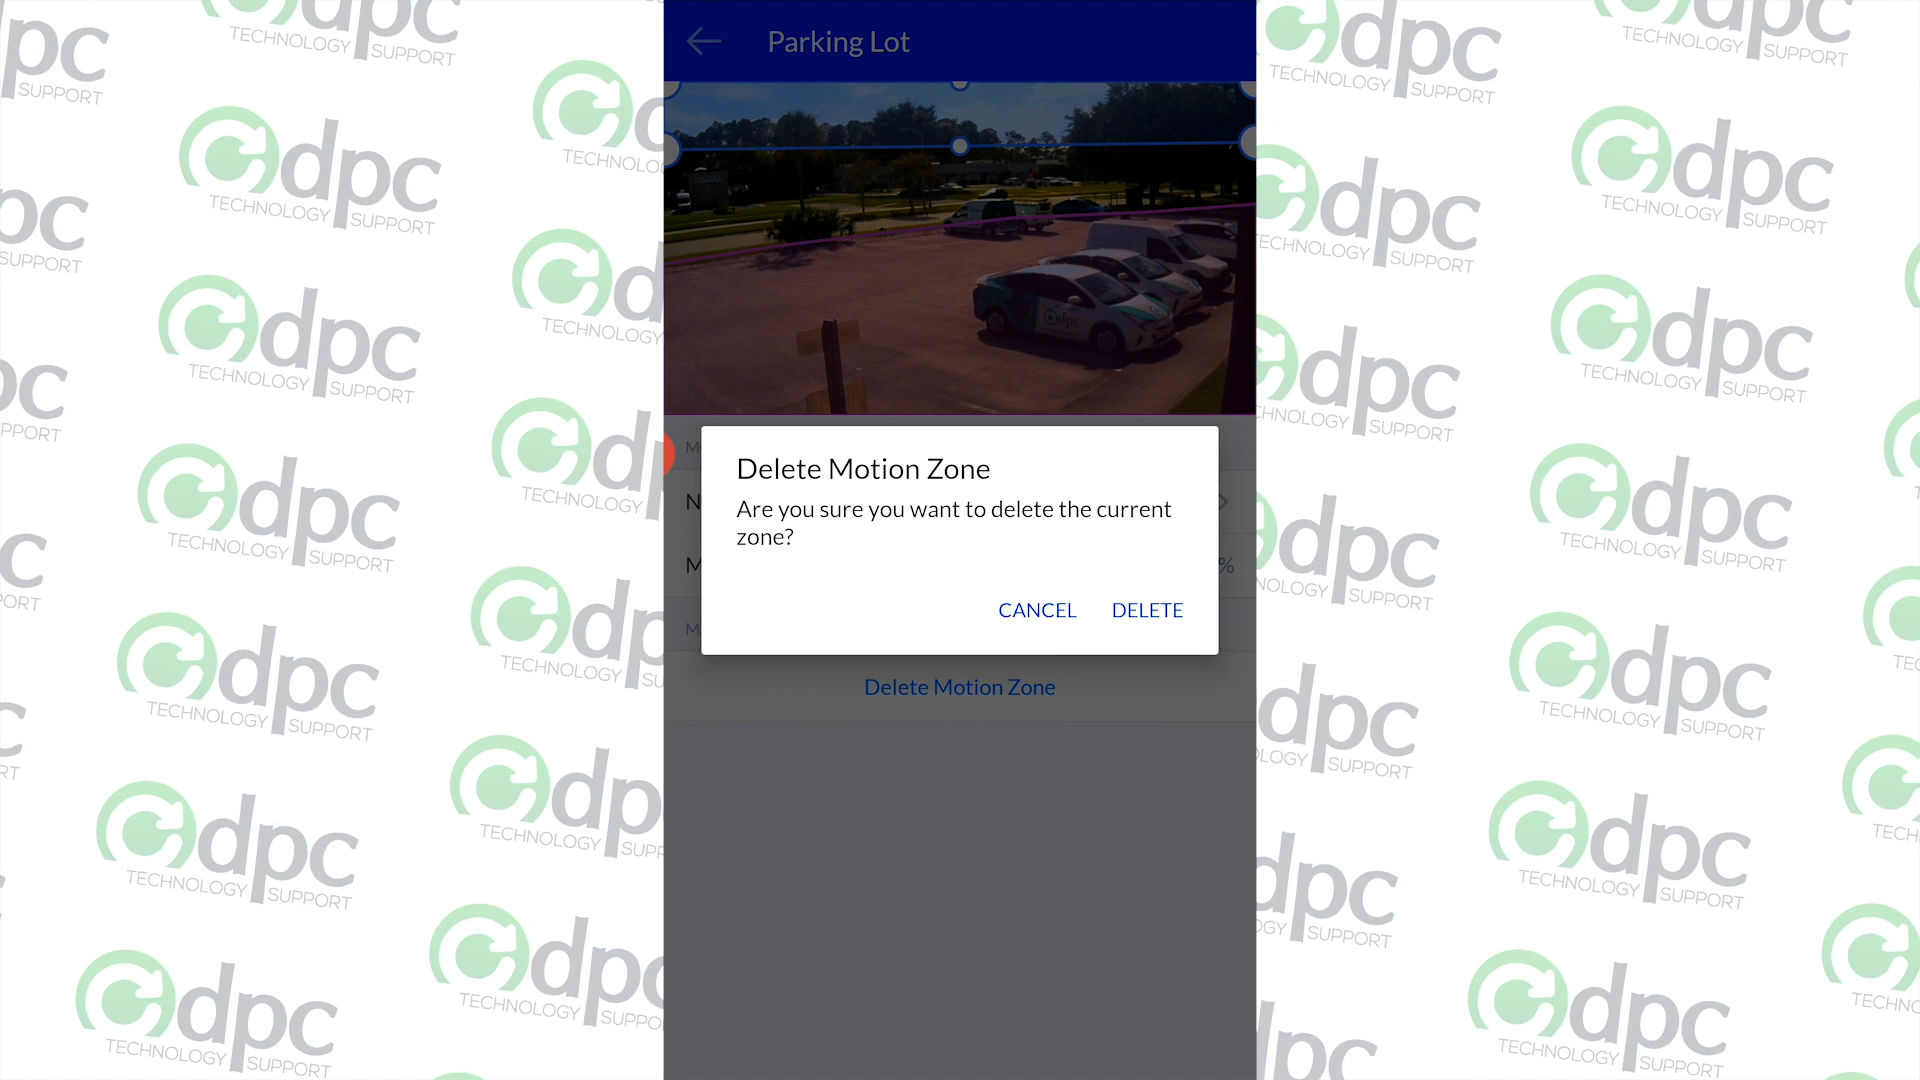 Parking Lot
dpc
Delete Motion Zone
Are you sure you want to delete the current
zone?
%
CANCEL DELETE
Delete Motion Zone
dpc
TECHNOLOGY SUPPORT